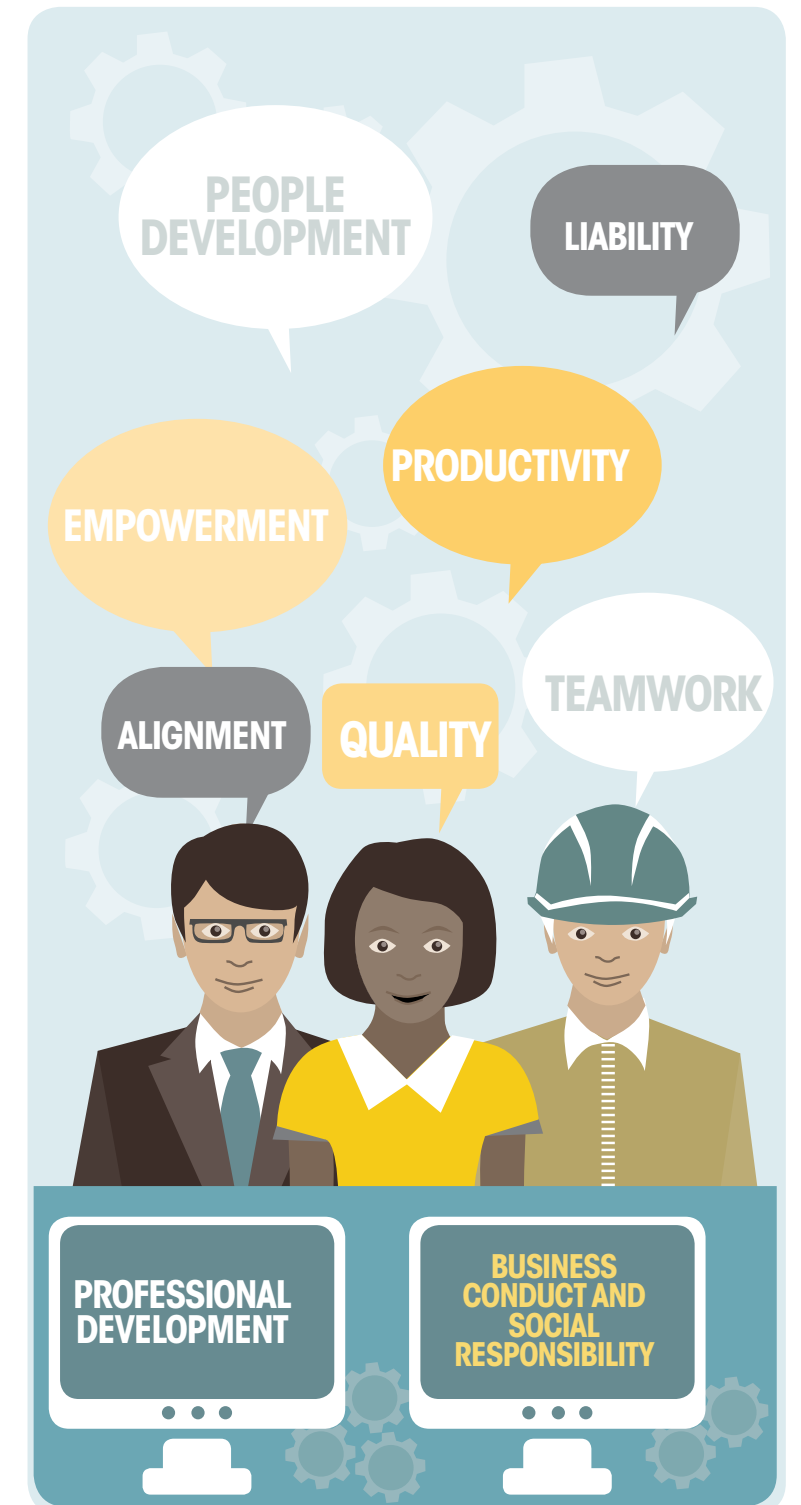 PEOPLE
DEVELOPMENT
LIABILITY
PRODUCTIVITY
EMPOWERMENT
TEAMWORK
ALIGNMENT
QUALITY
PROFESSIONAL
DEVELOPMENT
BUSINESS
CONDUCT AND
SOCIAL
RESPONSIBILITY